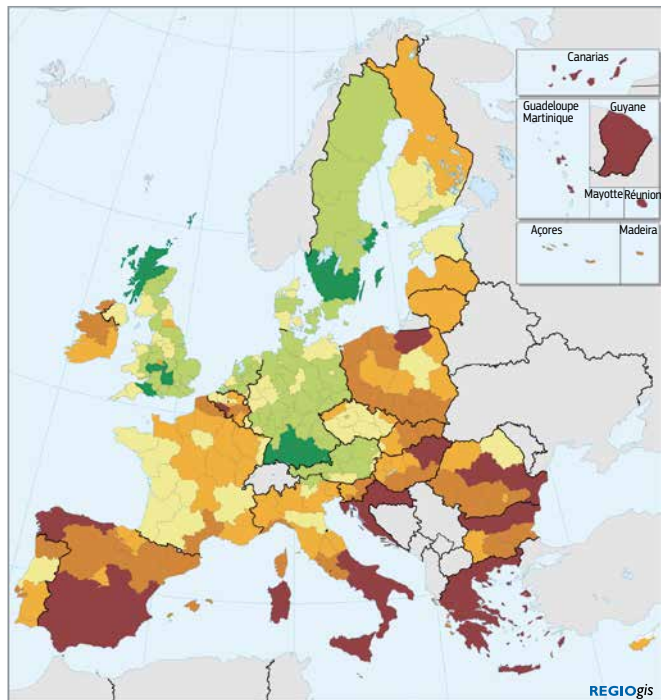 Canarias
Guadeloupe
Martinique
Guyane
Mayotte
Réunion
Açores
Madeira
REGIOgis